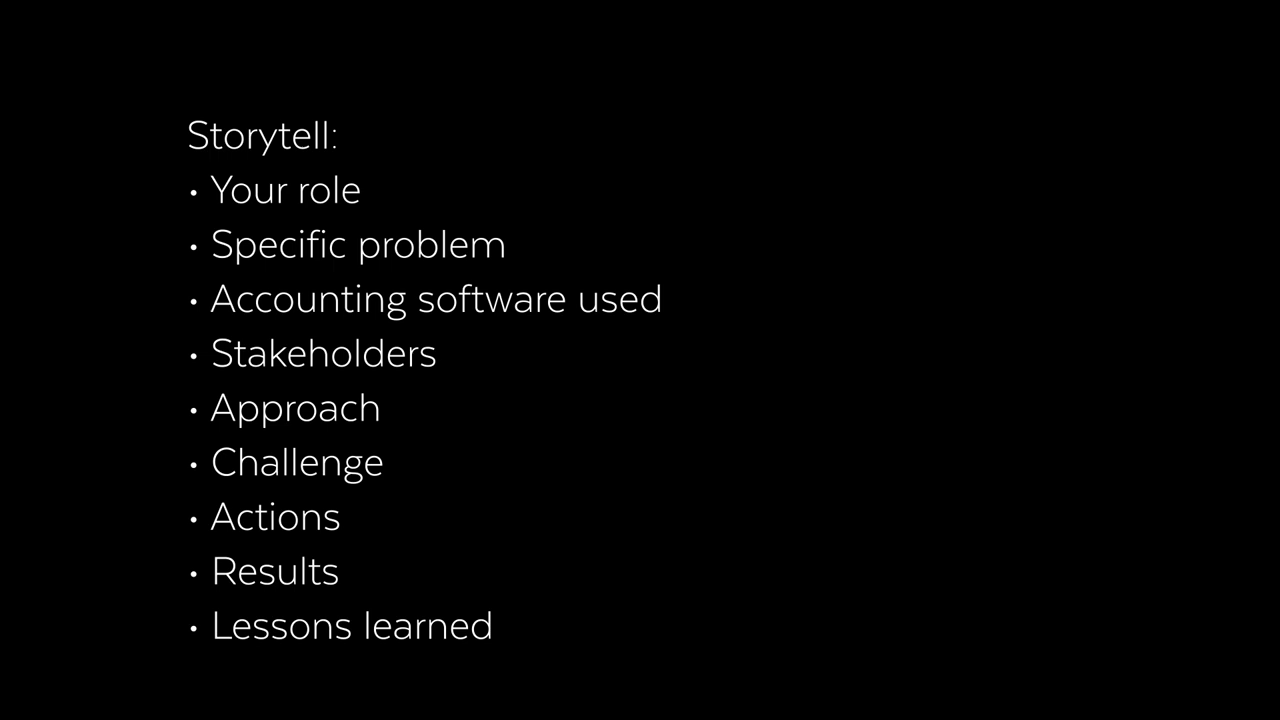 Storytell:
• Your role
• Specific problem
• Accounting software used
• Stakeholders
• Approach
• Challenge
• Actions
• Results
• Lessons learned